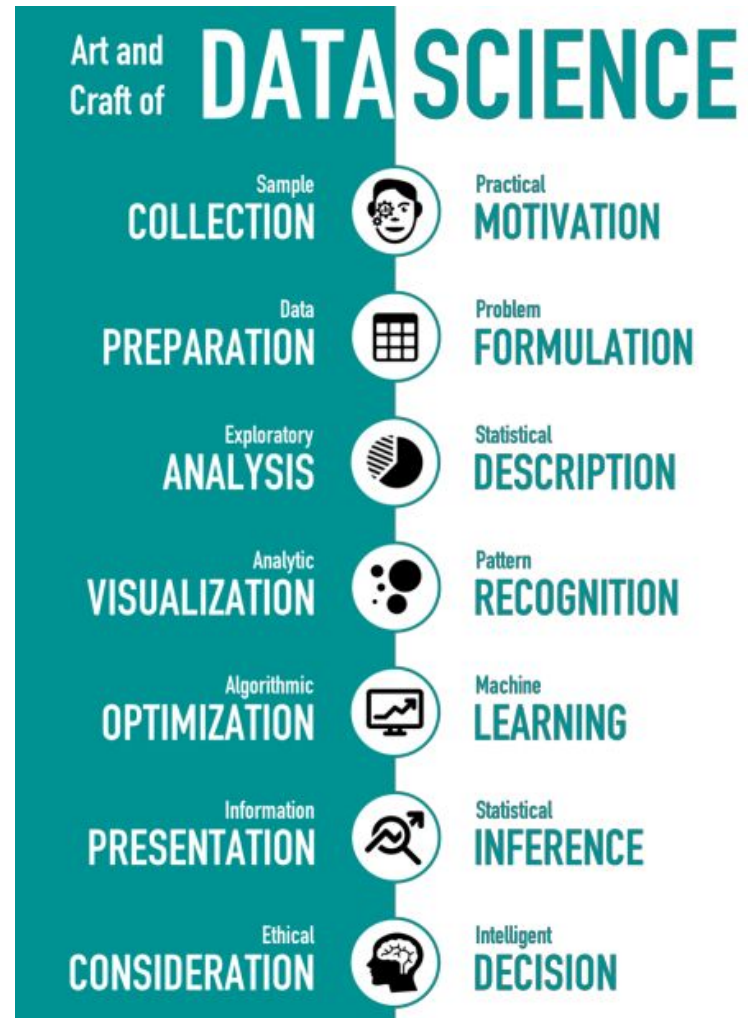 Art and
Craft of
DATA SCIENCE
Sample
COLLECTION
Practical
MOTIVATION
Data
PREPARATION
Problem
FORMULATION
Exploratory
ANALYSIS
Statistical
DESCRIPTION
Analytic
VISUALIZATION
Pattern
RECOGNITION
Algorithmic
OPTIMIZATION
Machine
LEARNING
Information
PRESENTATION
Statistical
INFERENCE
Ethical
CONSIDERATION
Intelligent
DECISION